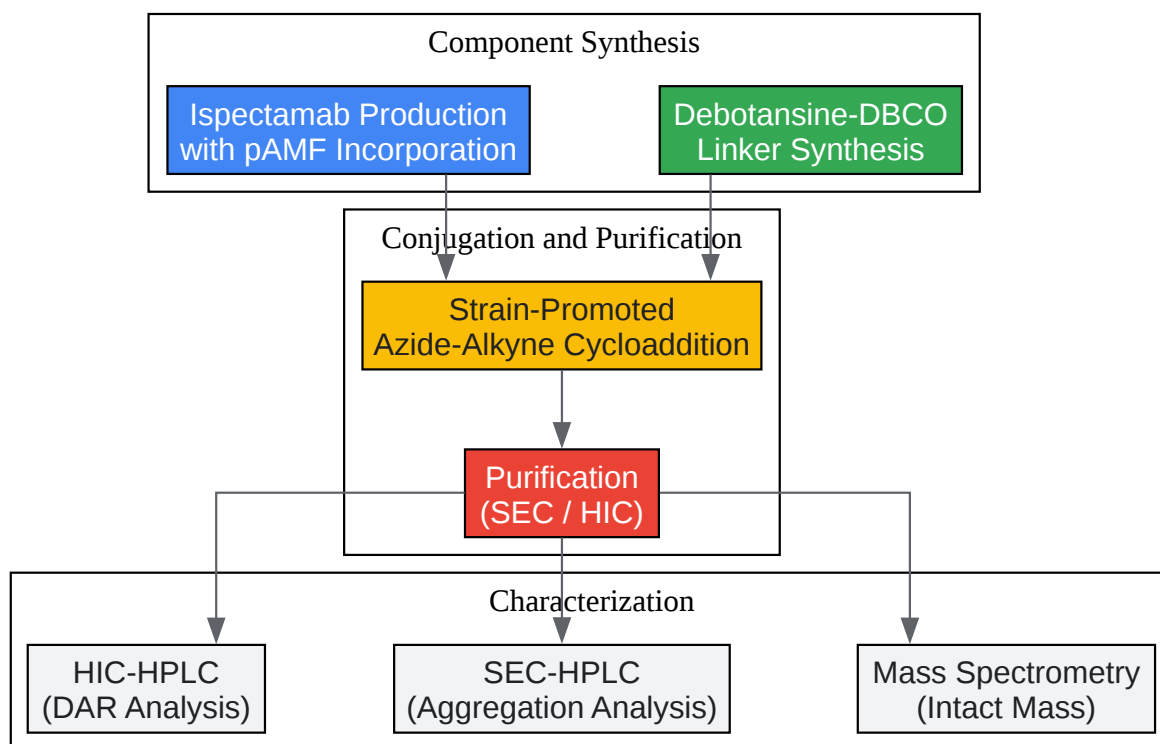 Component Synthesis
Ispectamab Production
with pAMF Incorporation
Debotansine-DBCO
Linker Synthesis
Conjugation and Purification
Strain-Promoted
Azide-Alkyne Cycloaddition
Purification
(SEC / HIC)
Characterization
HIC-HPLC
(DAR Analysis)
SEC-HPLC
(Aggregation Analysis)
Mass Spectrometry
(Intact Mass)